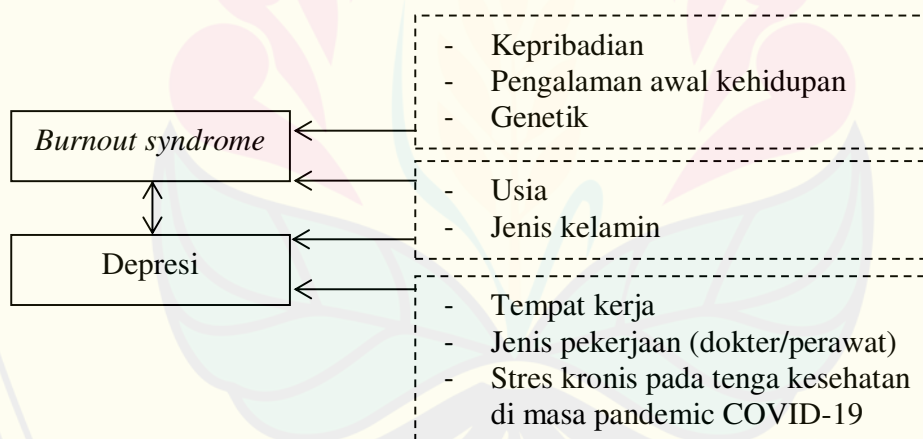 - Kepribadian
- Pengalaman awal kehidupan
- Genetik
Burnout syndrome
- Usia
- Jenis kelamin
Depresi
- Tempat kerja
- Jenis pekerjaan (dokter/perawat)
- Stres kronis pada tenga kesehatan
di masa pandemic COVID-19